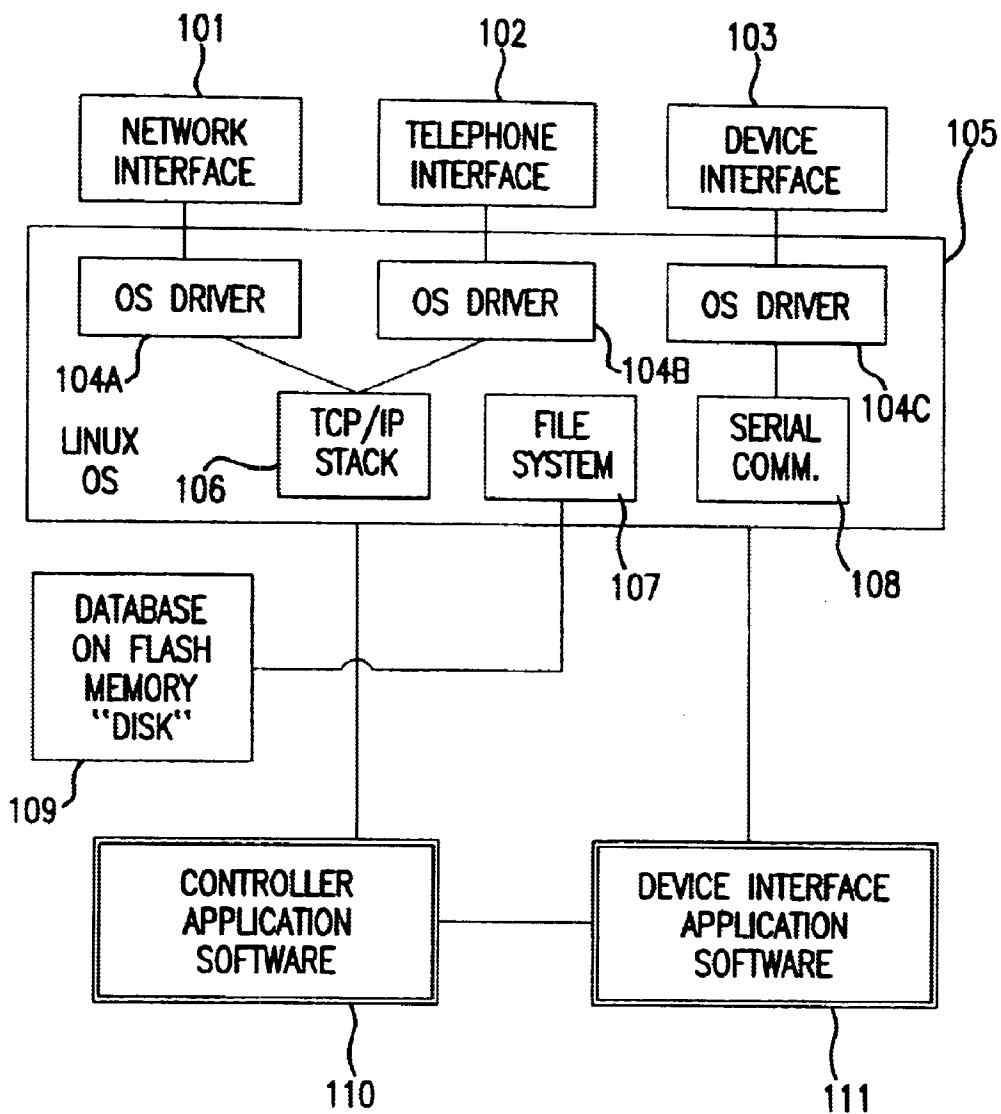 101
102
103
NETWORK
INTERFACE
TELEPHONE
INTERFACE
DEVICE
INTERFACE
105
OS DRIVER
OS DRIVER
OS DRIVER
104A
104B
104C
LINUX
OS
106
TCP/IP
STACK
FILE
SYSTEM
SERIAL
COMM.
107
108
DATABASE
ON FLASH
MEMORY
"DISK"
109
CONTROLLER
APPLICATION
SOFTWARE
DEVICE INTERFACE
APPLICATION
SOFTWARE
110
111